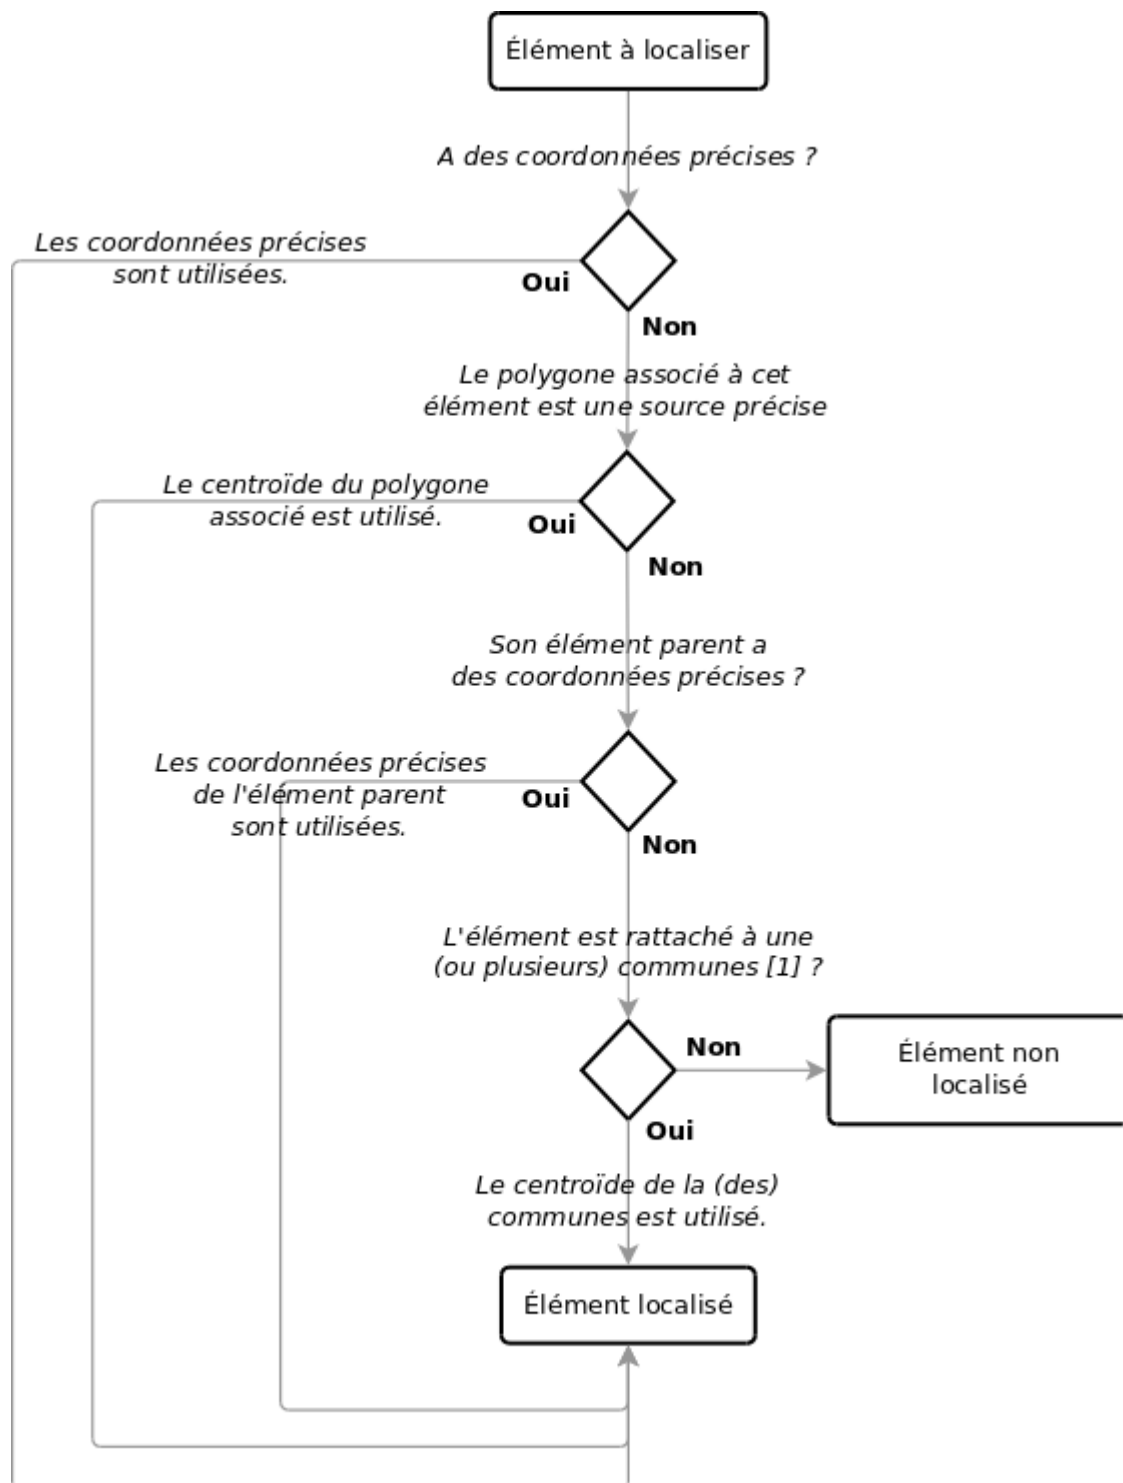 Élément à localiser
A des coordonnées précises ?
Les coordonnées précises
sont utilisées.
Oui
Non
Le polygone associé à cet
élément est une source précise
Le centroïde du polygone
associé est utilisé.
Oui
Non
Son élément parent a
des coordonnées précises ?
Les coordonnées précises
de l'élément parent
sont utilisées.
Oui
Non
L'élément est rattaché à une
(ou plusieurs) communes [1] ?
Non
Élément non
localisé
Oui
Le centroïde de la (des)
communes est utilisé.
Élément localisé